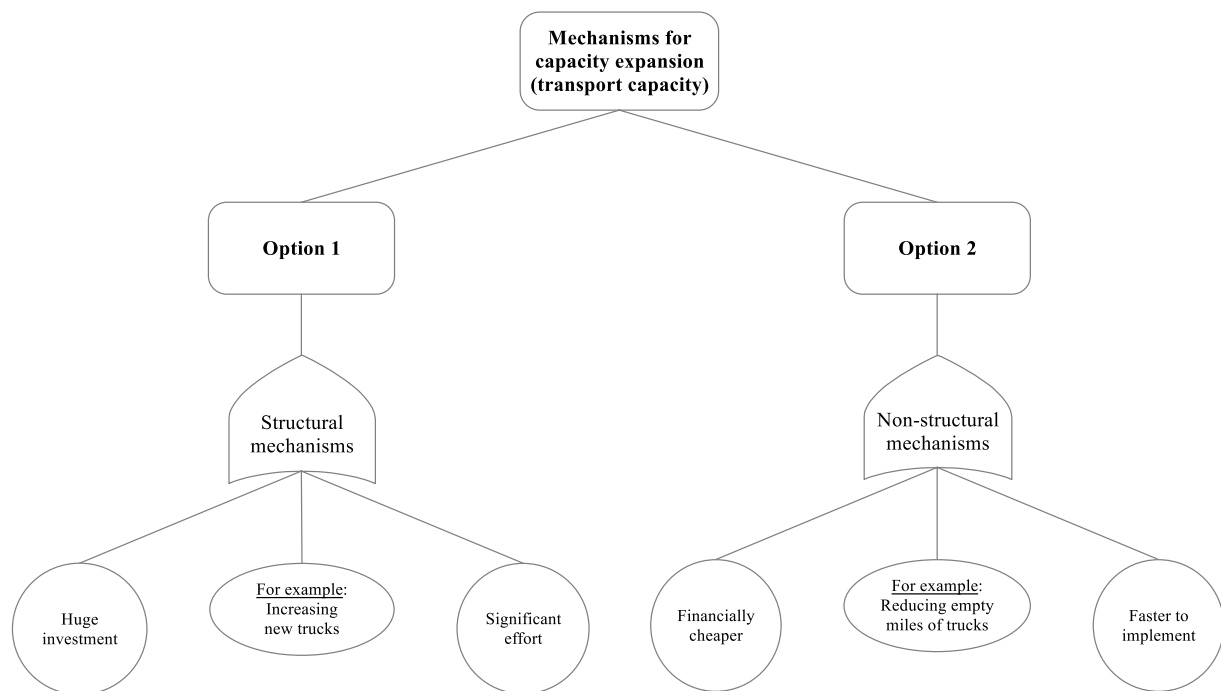 Mechanisms for
capacity expansion
(transport capacity)
Option 1
Option 2
Structural
mechanisms
Non-structural
mechanisms
Huge
investment
For example:
Increasing
new trucks
Significant
effort
Financially
cheaper
For example:
Reducing empty
miles of trucks
Faster to
implement